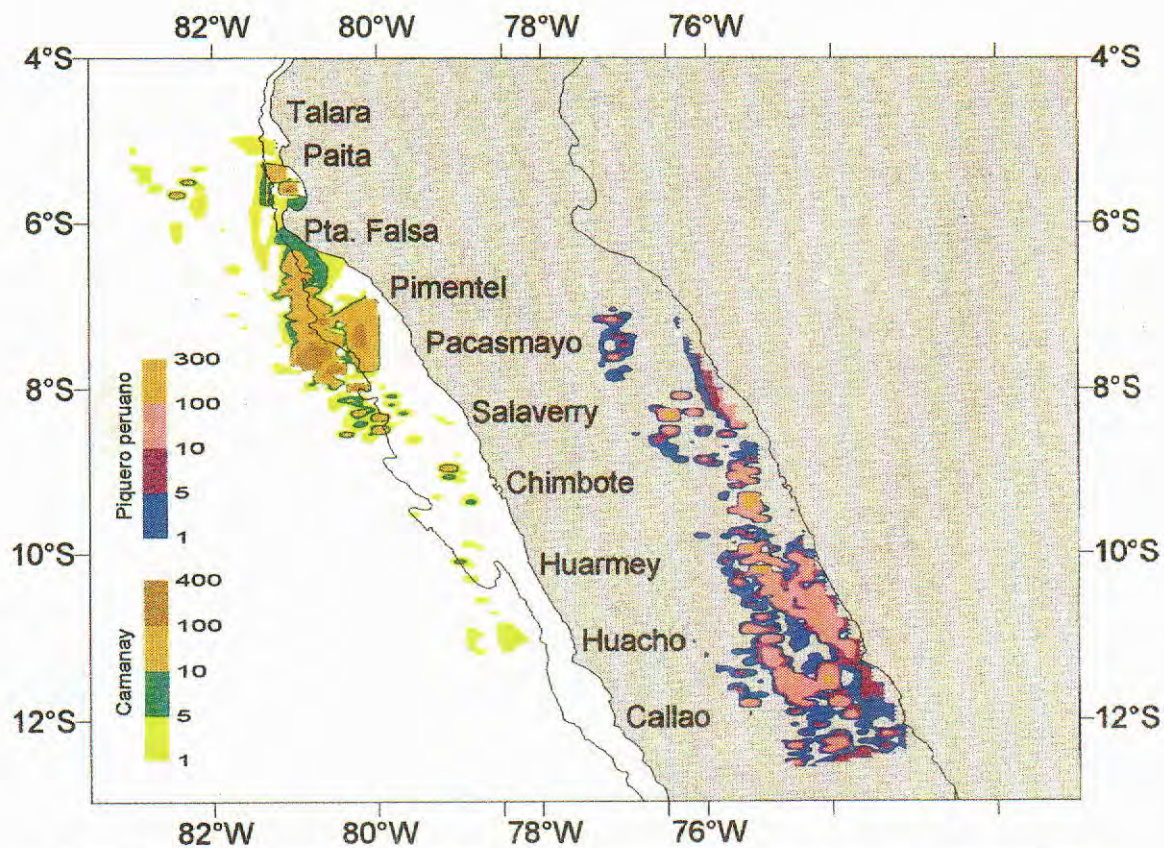 82°W 80°W 78°W 76°W
4°S 4°S
Talara
Paita
6°S 6°S
Pta. Falsa
Pimentel
Pacasmayo
8°S 8°S
Salaverry
Chimbote
10°S 10°S
Huarmey
Huacho
Callao
12°S 12°S
Piquero peruano
300
100
10
5
1
Camanay
400
100
10
5
1
82°W 80°W 78°W 76°W